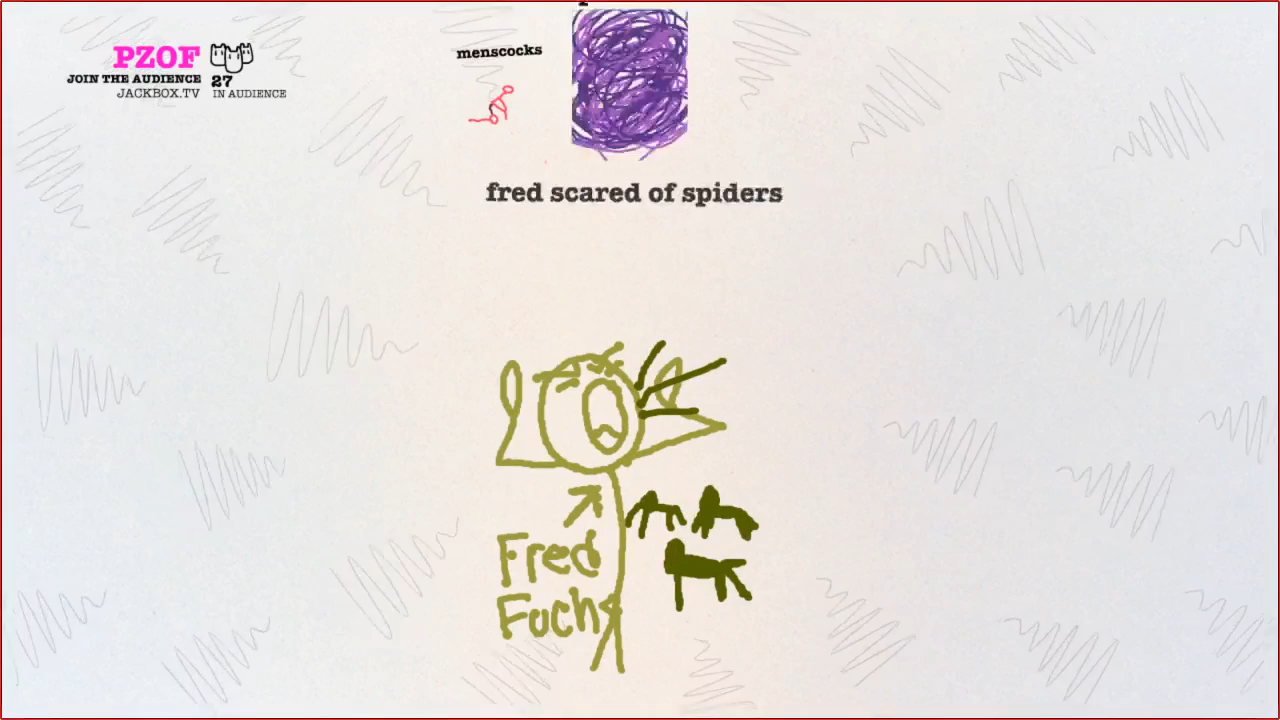 PZOF
JOIN THE AUDIENCE
JACKBOX.TV
27
IN AUDIENCE
menscocks
fred scared of spiders
Fred
Fuchs